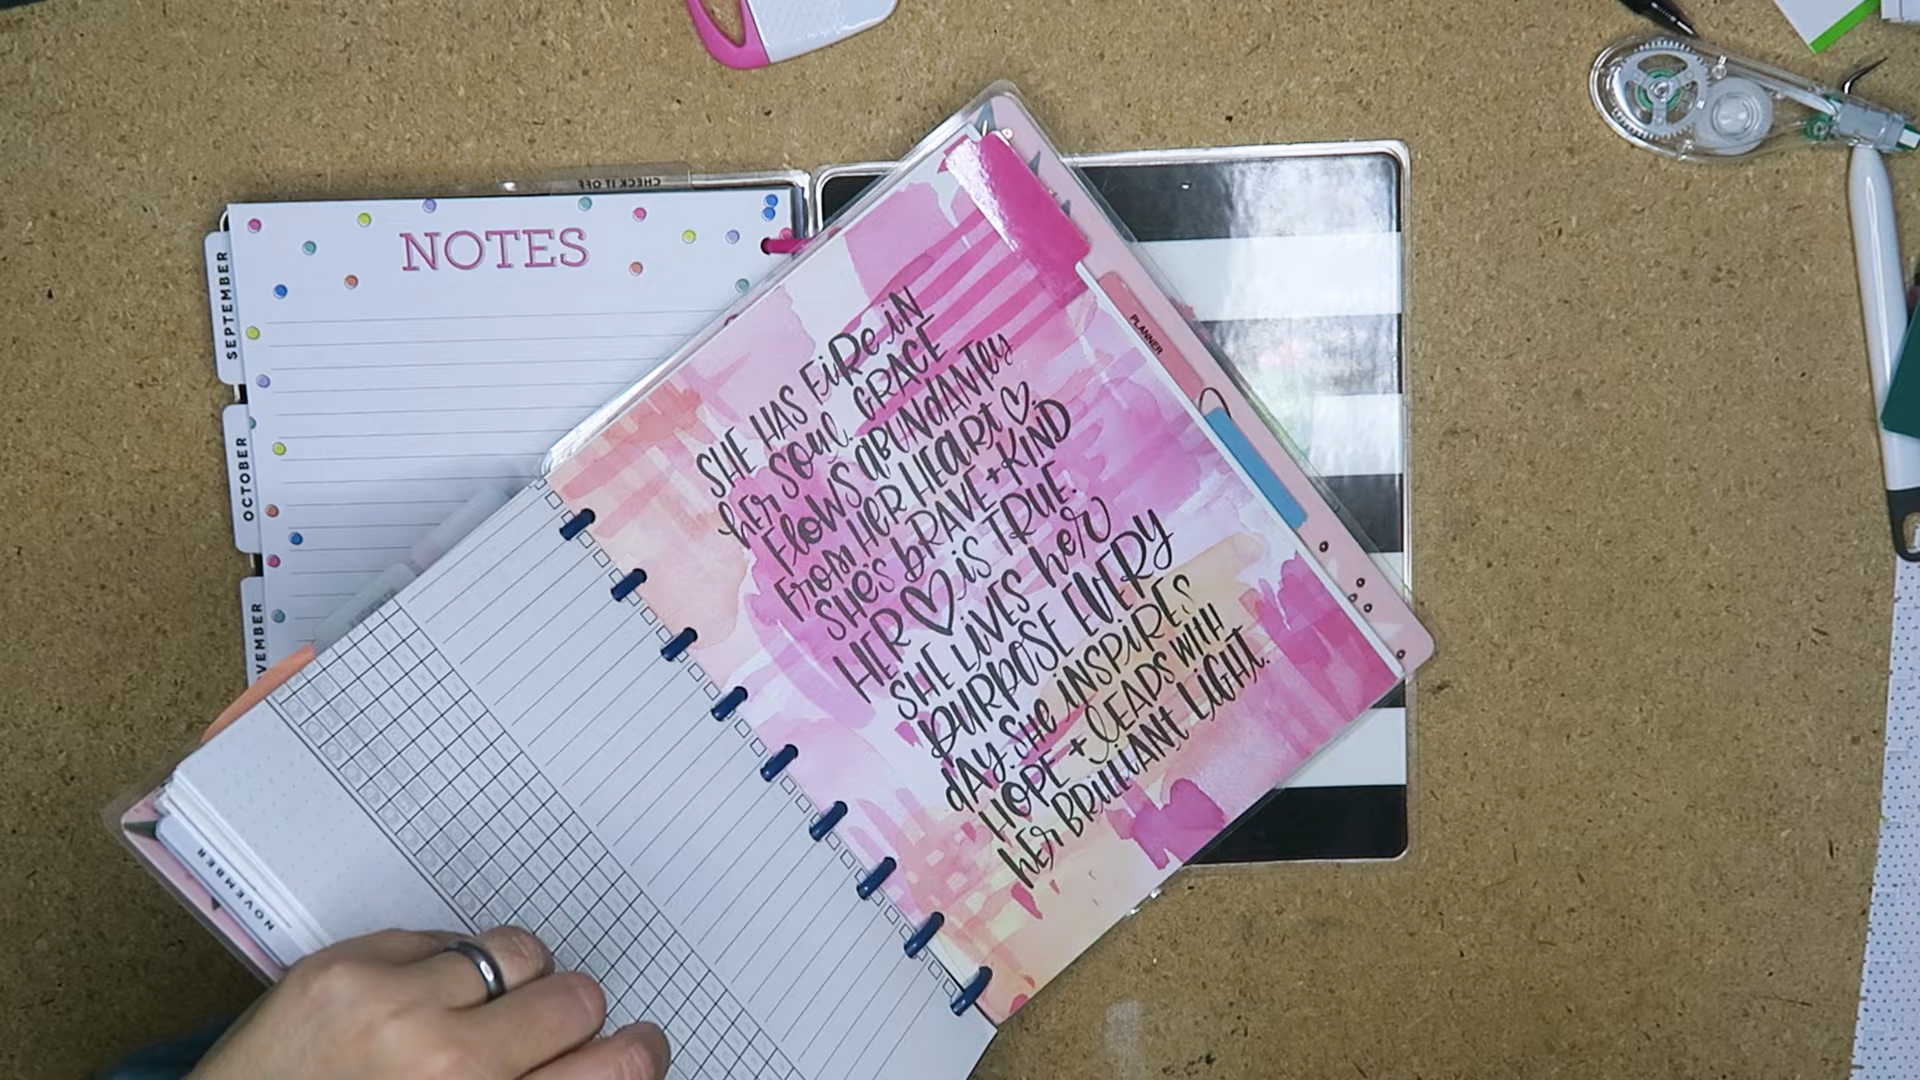 CHECK IT OFF
NOTES
SEPTEMBER
OCTOBER
VEMBER
PLANNER
SHE HAS FIRE IN
HER SOUL. GRACE
FLOWS ABUNDANTLY
FROM HER HEART
SHE'S BRAVE + KIND
HER IS TRUE.
SHE LIVES HER
PURPOSE EVERY
DAY. SHE INSPIRES
HOPE + LEADS WITH
HER BRILLIANT LIGHT.
NOVEMBER